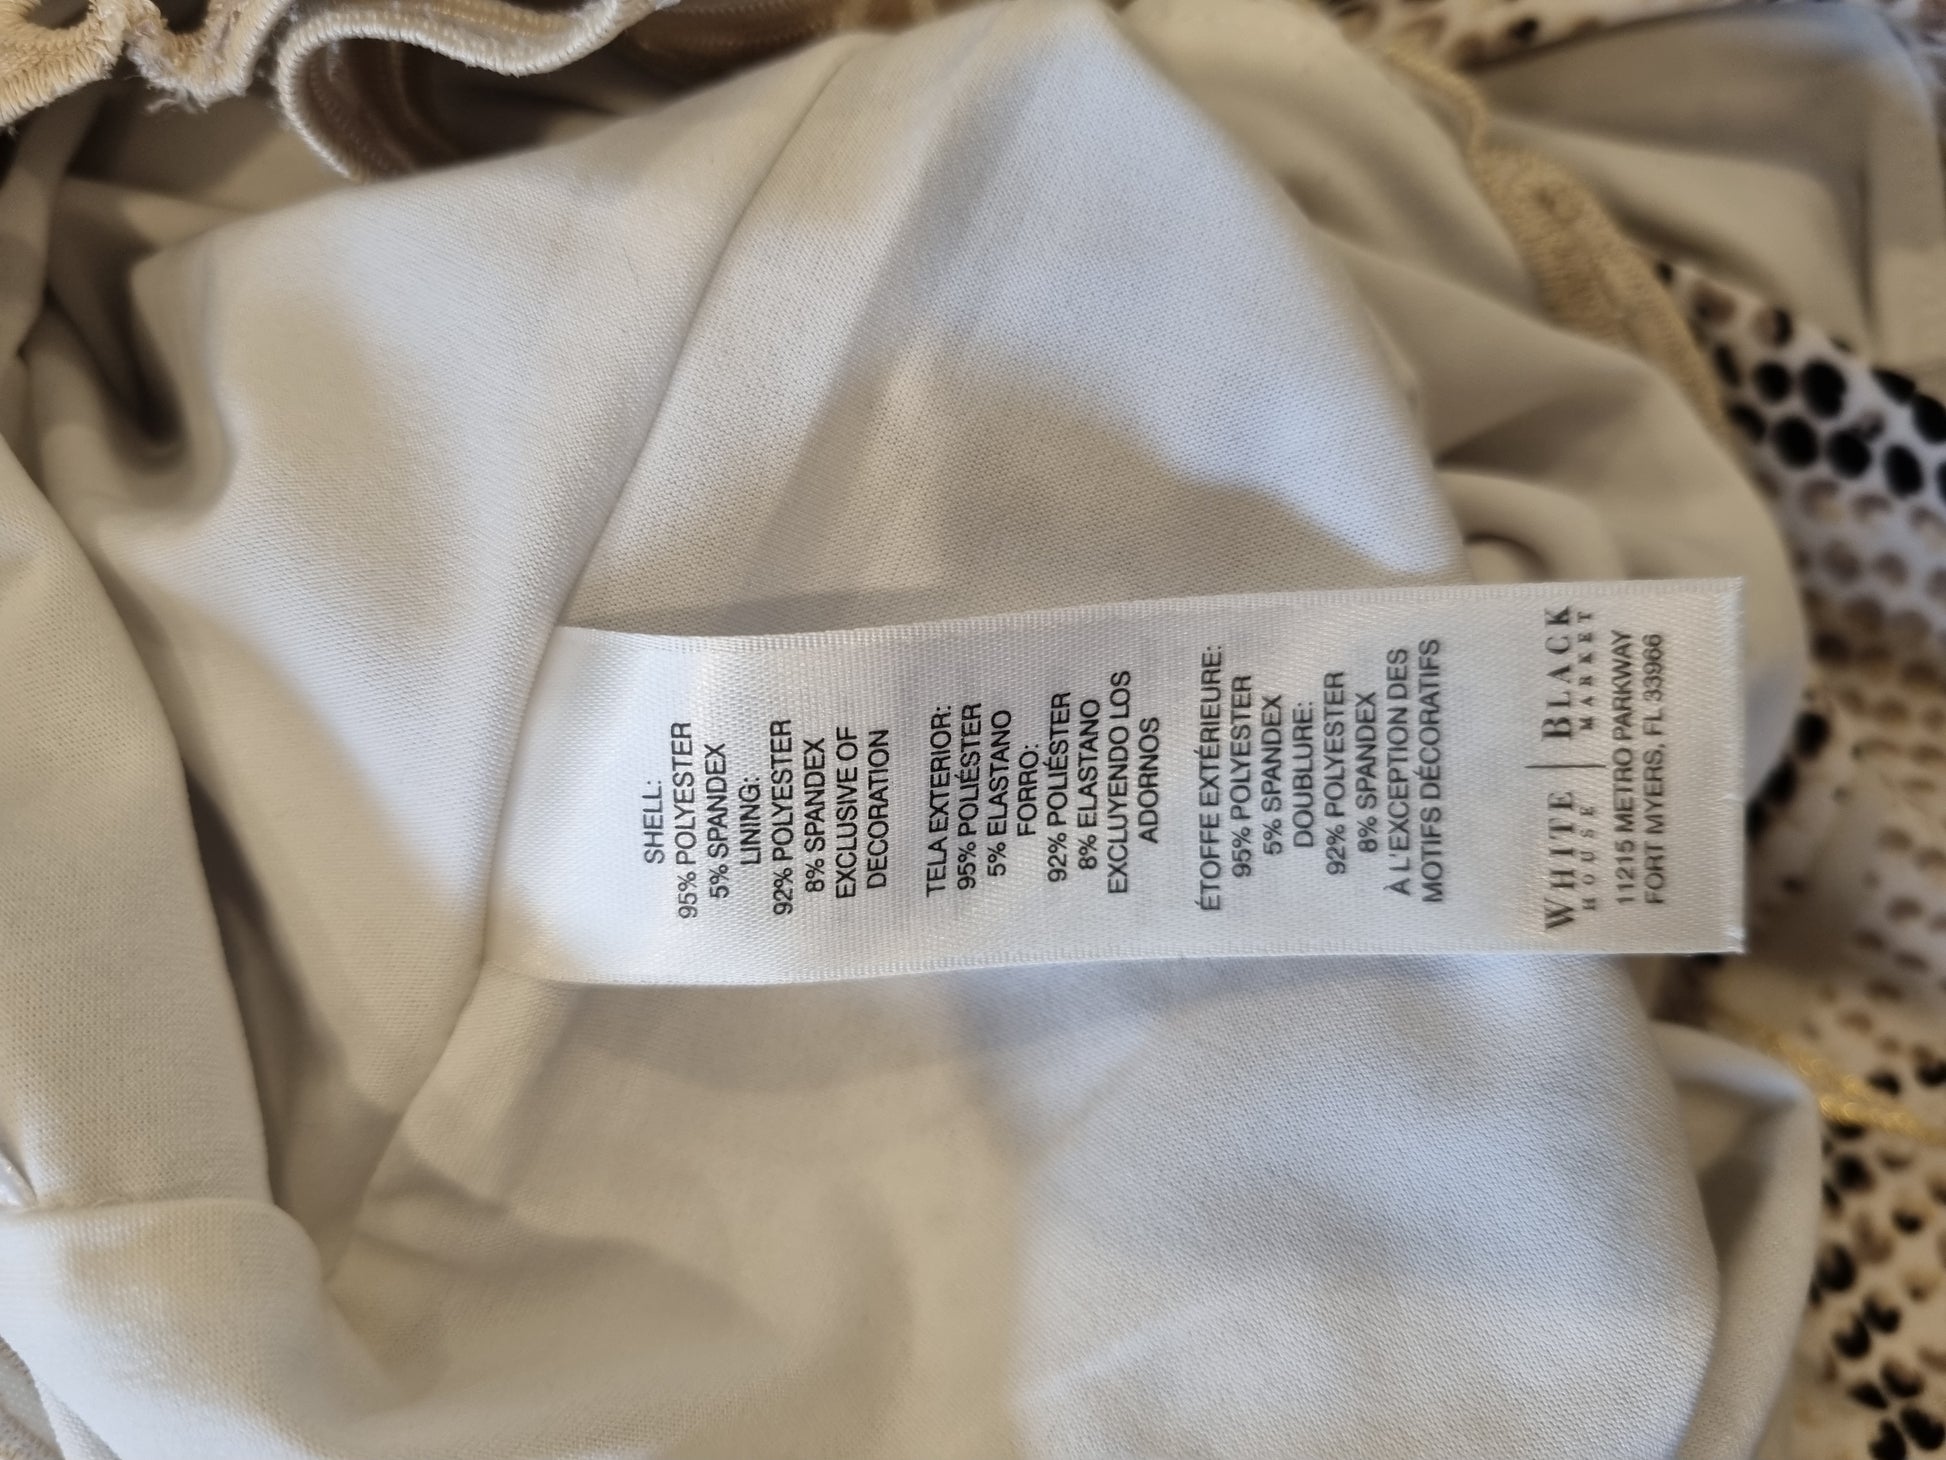 SHELL:
95% POLYESTER
5% SPANDEX
LINING:
92% POLYESTER
8% SPANDEX
EXCLUSIVE OF
DECORATION
TELA EXTERIOR:
95% POLIÉSTER
5% ELASTANO
FORRO:
92% POLIÉSTER
8% ELASTANO
EXCLUYENDO LOS
ADORNOS
ÉTOFFE EXTÉRIEURE:
95% POLYESTER
5% SPANDEX
DOUBLURE:
92% POLYESTER
8% SPANDEX
À L'EXCEPTION DES
MOTIFS DÉCORATIFS
WHITE | BLACK
HOUSE | MARKET
11215 METRO PARKWAY
FORT MYERS, FL 33966